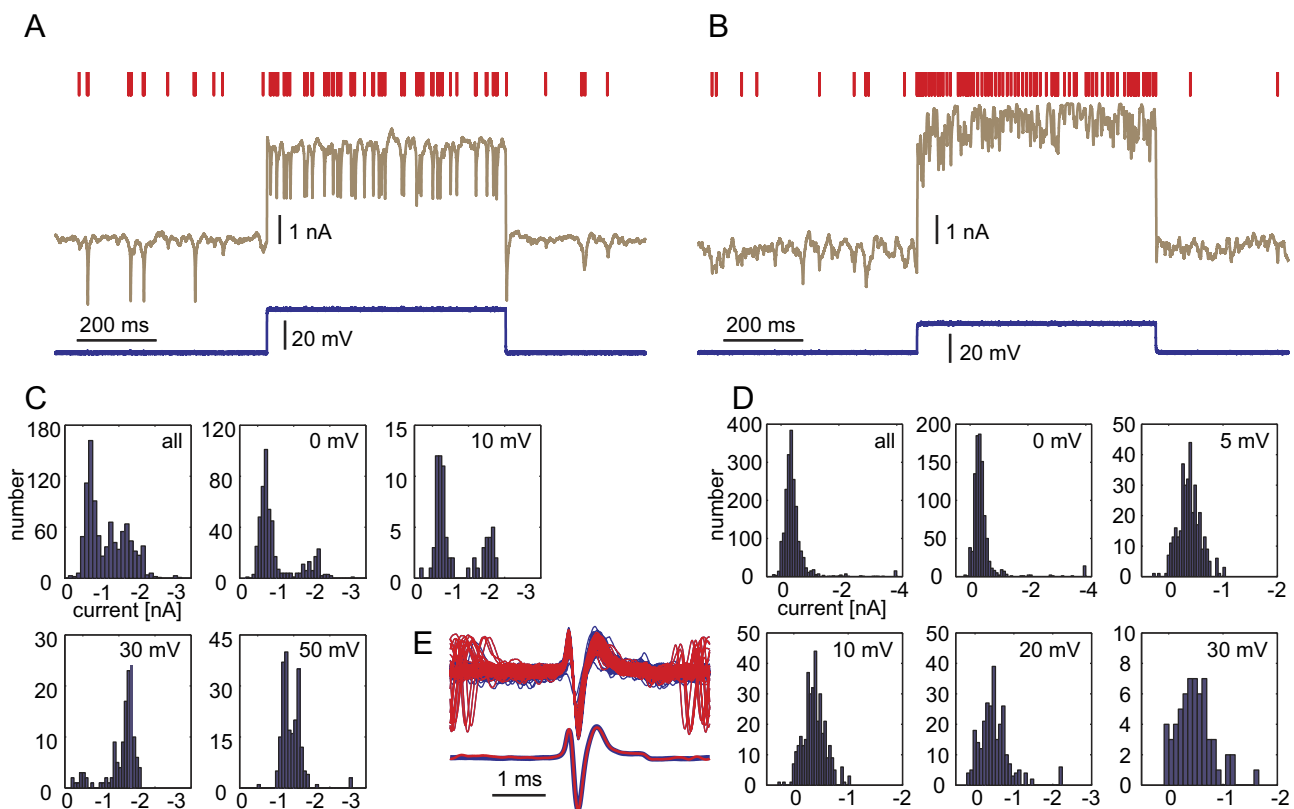 A
B
1 nA
1 nA
200 ms
20 mV
200 ms
20 mV
C
D
180
120
60
0
all
0 -1 -2 -3
number
current [nA]
120
80
40
0
0 mV
0 -1 -2 -3
15
10
5
0
10 mV
0 -1 -2 -3
400
300
200
100
0
all
0 -2 -4
number
current [nA]
200
150
100
50
0
0 mV
0 -2 -4
50
40
30
20
10
0
5 mV
0 -1 -2
30
20
10
0
30 mV
0 -1 -2 -3
45
30
15
0
50 mV
0 -1 -2 -3
E
1 ms
50
40
30
20
10
0
10 mV
0 -1 -2
50
40
30
20
10
0
20 mV
0 -1 -2
10
8
6
4
2
0
30 mV
0 -1 -2